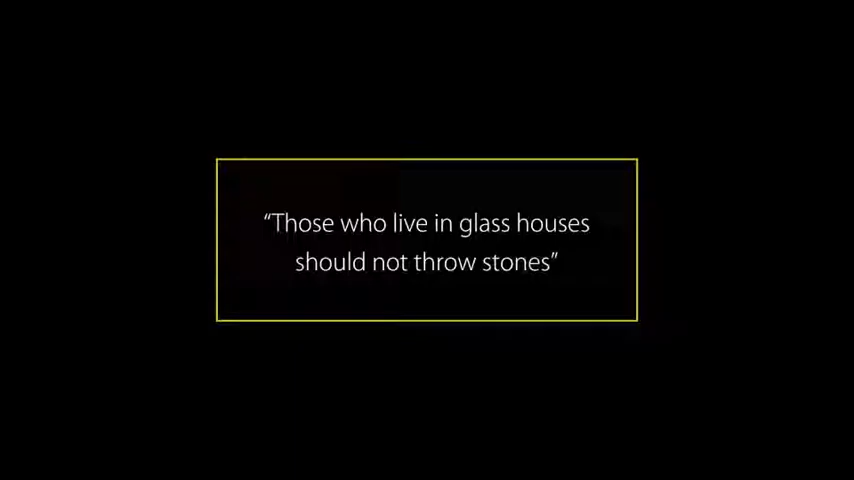 “Those who live in glass houses
should not throw stones”